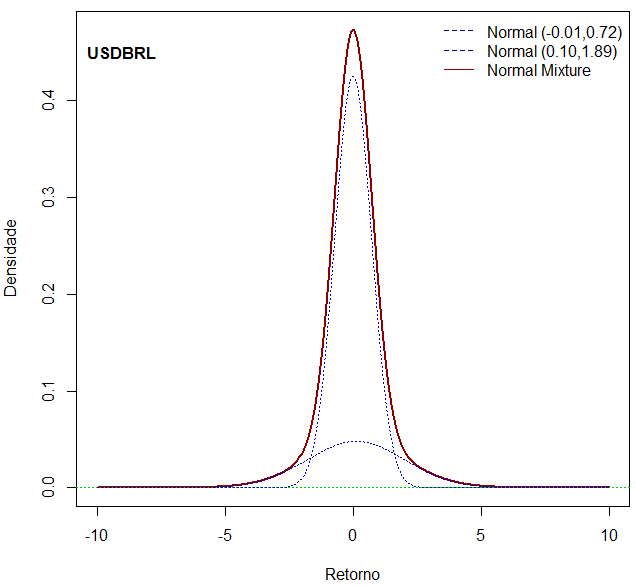 USDBRL
Normal (-0.01,0.72)
Normal (0.10,1.89)
Normal Mixture
Densidade
0.4
0.3
0.2
0.1
0.0
-10 -5 0 5 10
Retorno